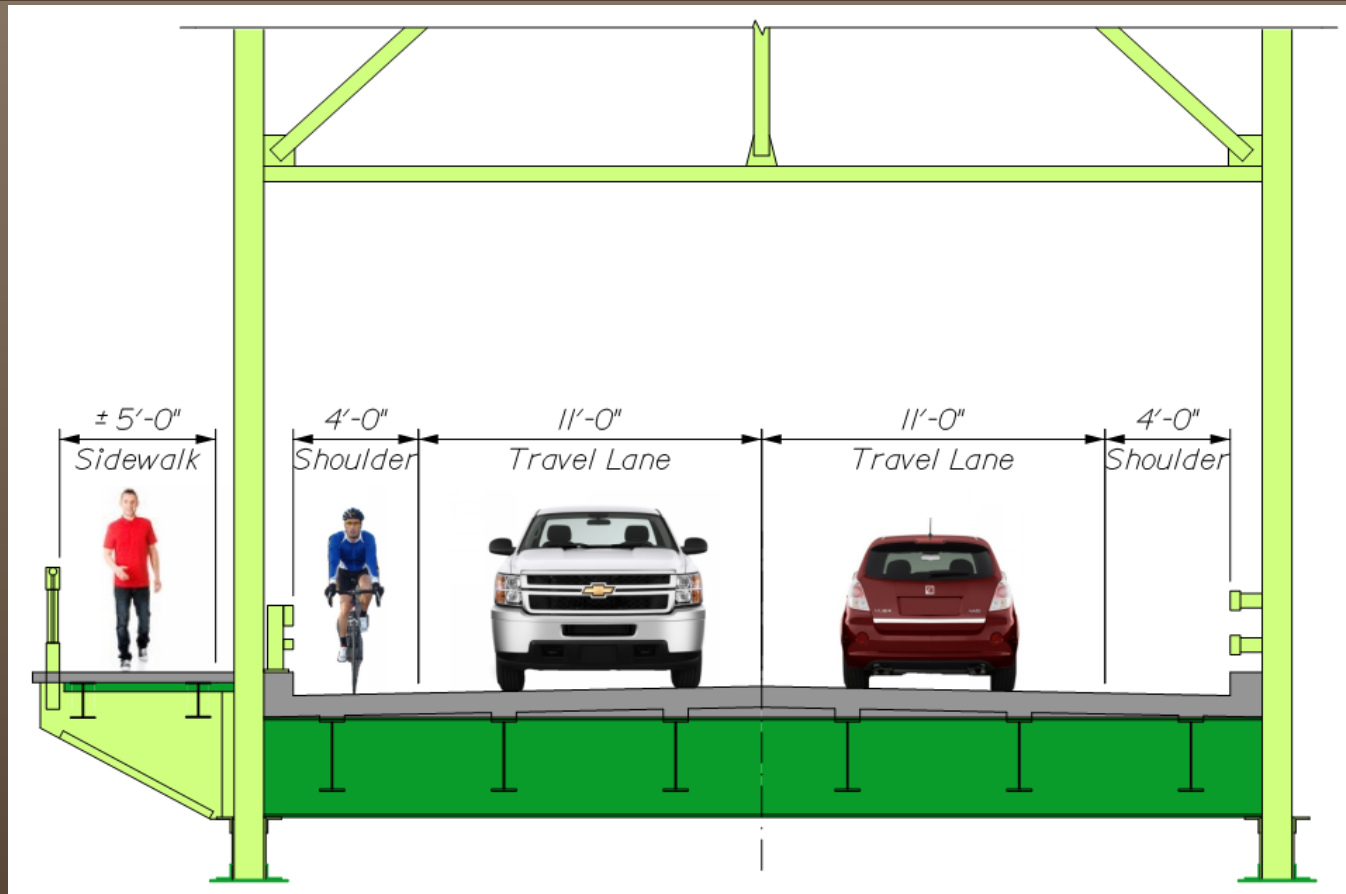 ± 5'-0" 4'-0" 11'-0" 11'-0" 4'-0"
Sidewalk Shoulder Travel Lane Travel Lane Shoulder